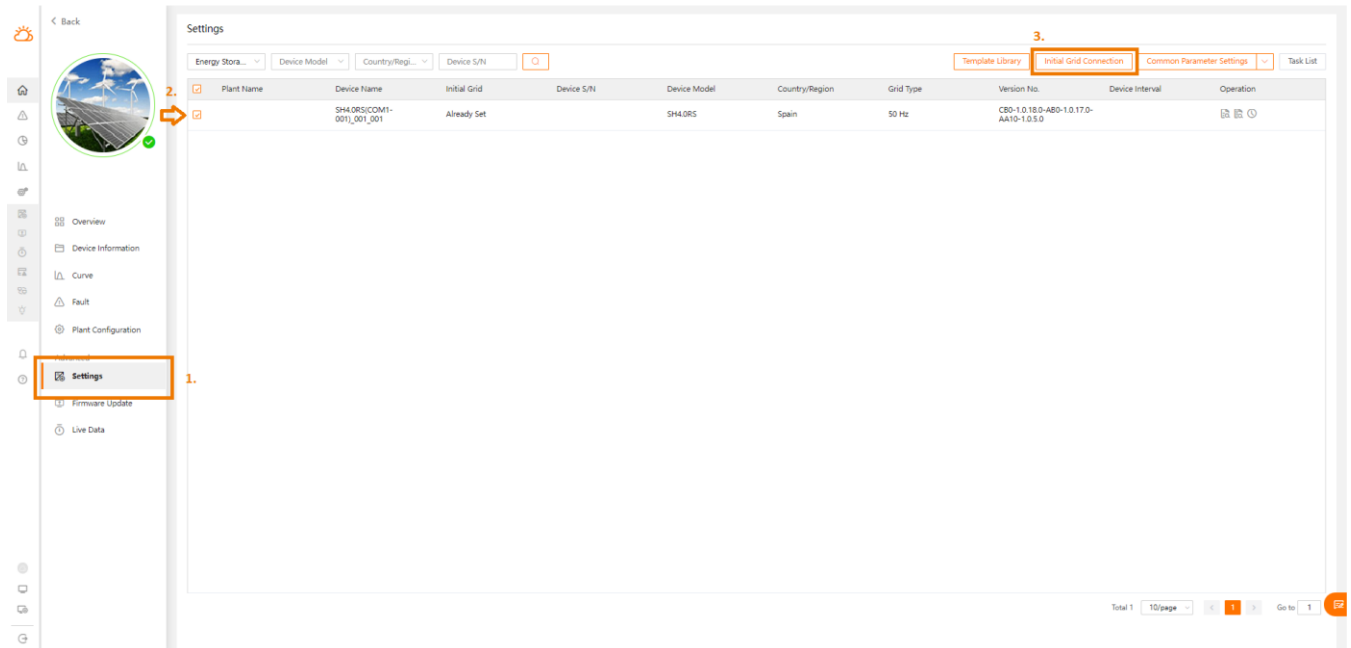 Back
Settings
3.
Energy Stora...
Device Model
Country/Regi...
Device S/N
Template Library
Initial Grid Connection
Common Parameter Settings
Task List
2.
Plant Name
Device Name
Initial Grid
Device S/N
Device Model
Country/Region
Grid Type
Version No.
Device Interval
Operation
SH4.0RS(COM1-
001)_001_001
Already Set
SH4.0RS
Spain
50 Hz
CB0-1.0.18.0-AB0-1.0.17.0-
AA10-1.0.5.0
Overview
Device Information
Curve
Fault
Plant Configuration
Advanced
Settings
1.
Firmware Update
Live Data
Total 1
10/page
1
Go to
1